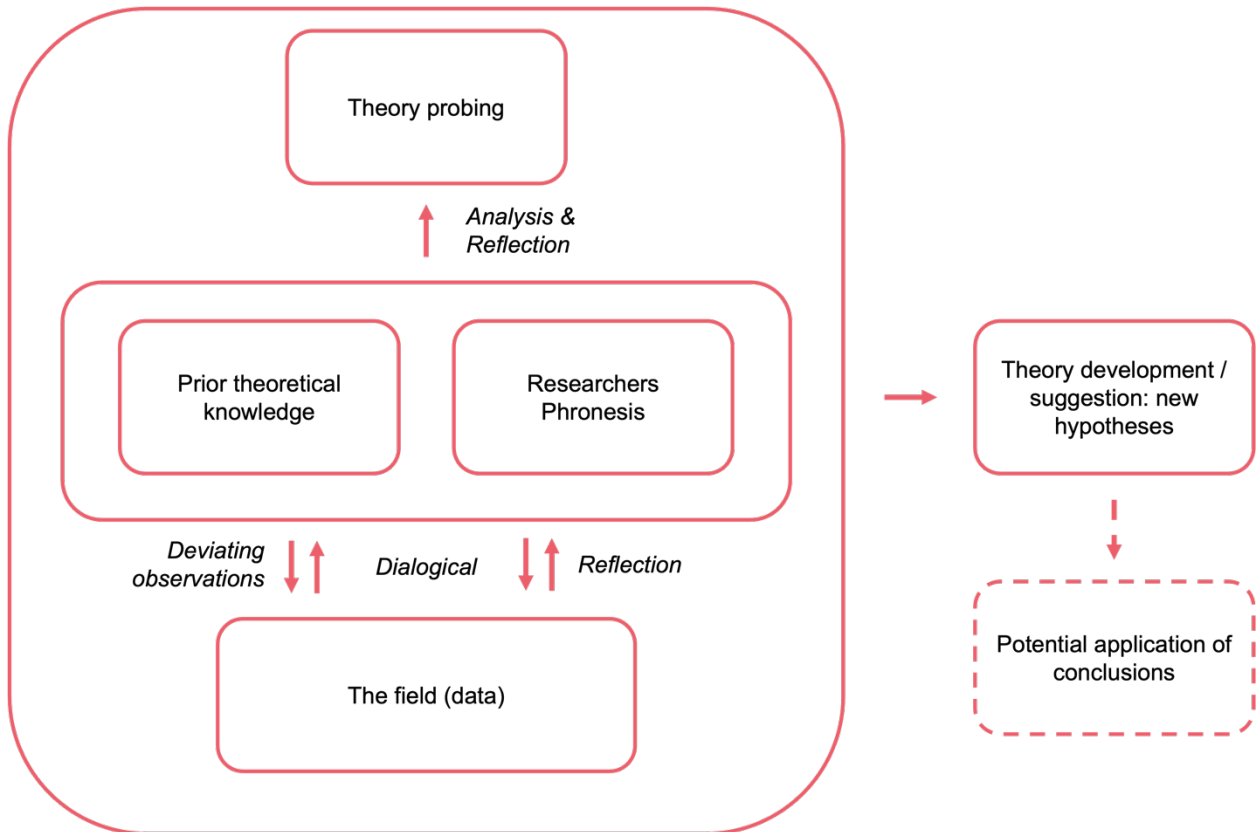 Theory probing
Analysis &
Reflection
Prior theoretical
knowledge
Researchers
Phronesis
Theory development /
suggestion: new
hypotheses
Deviating
observations
Dialogical
Reflection
The field (data)
Potential application of
conclusions